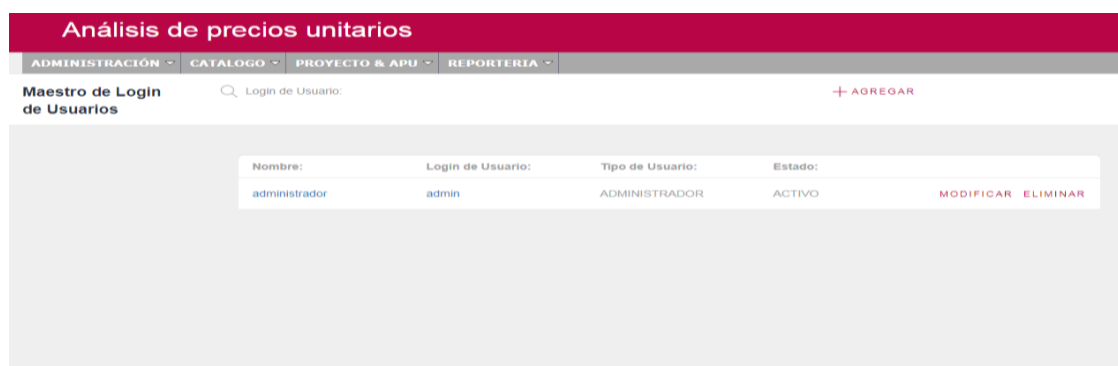 Análisis de precios unitarios
ADMINISTRACIÓN CATALOGO PROYECTO & APU REPORTERIA
Maestro de Login
de Usuarios
Login de Usuario:
AGREGAR
Nombre: Login de Usuario: Tipo de Usuario: Estado:
administrador admin ADMINISTRADOR ACTIVO MODIFICAR ELIMINAR